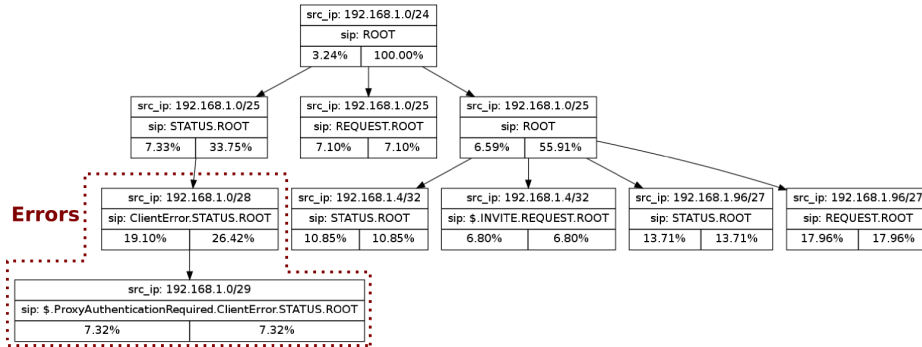 src_ip: 192.168.1.0/24
sip: ROOT
3.24% 100.00%
src_ip: 192.168.1.0/25
sip: STATUS.ROOT
7.33% 33.75%
src_ip: 192.168.1.0/25
sip: REQUEST.ROOT
7.10% 7.10%
src_ip: 192.168.1.0/25
sip: ROOT
6.59% 55.91%
Errors
src_ip: 192.168.1.0/28
sip: ClientError.STATUS.ROOT
19.10% 26.42%
src_ip: 192.168.1.4/32
sip: STATUS.ROOT
10.85% 10.85%
src_ip: 192.168.1.4/32
sip: $.INVITE.REQUEST.ROOT
6.80% 6.80%
src_ip: 192.168.1.96/27
sip: STATUS.ROOT
13.71% 13.71%
src_ip: 192.168.1.96/27
sip: REQUEST.ROOT
17.96% 17.96%
src_ip: 192.168.1.0/29
sip: $.ProxyAuthenticationRequired.ClientError.STATUS.ROOT
7.32% 7.32%